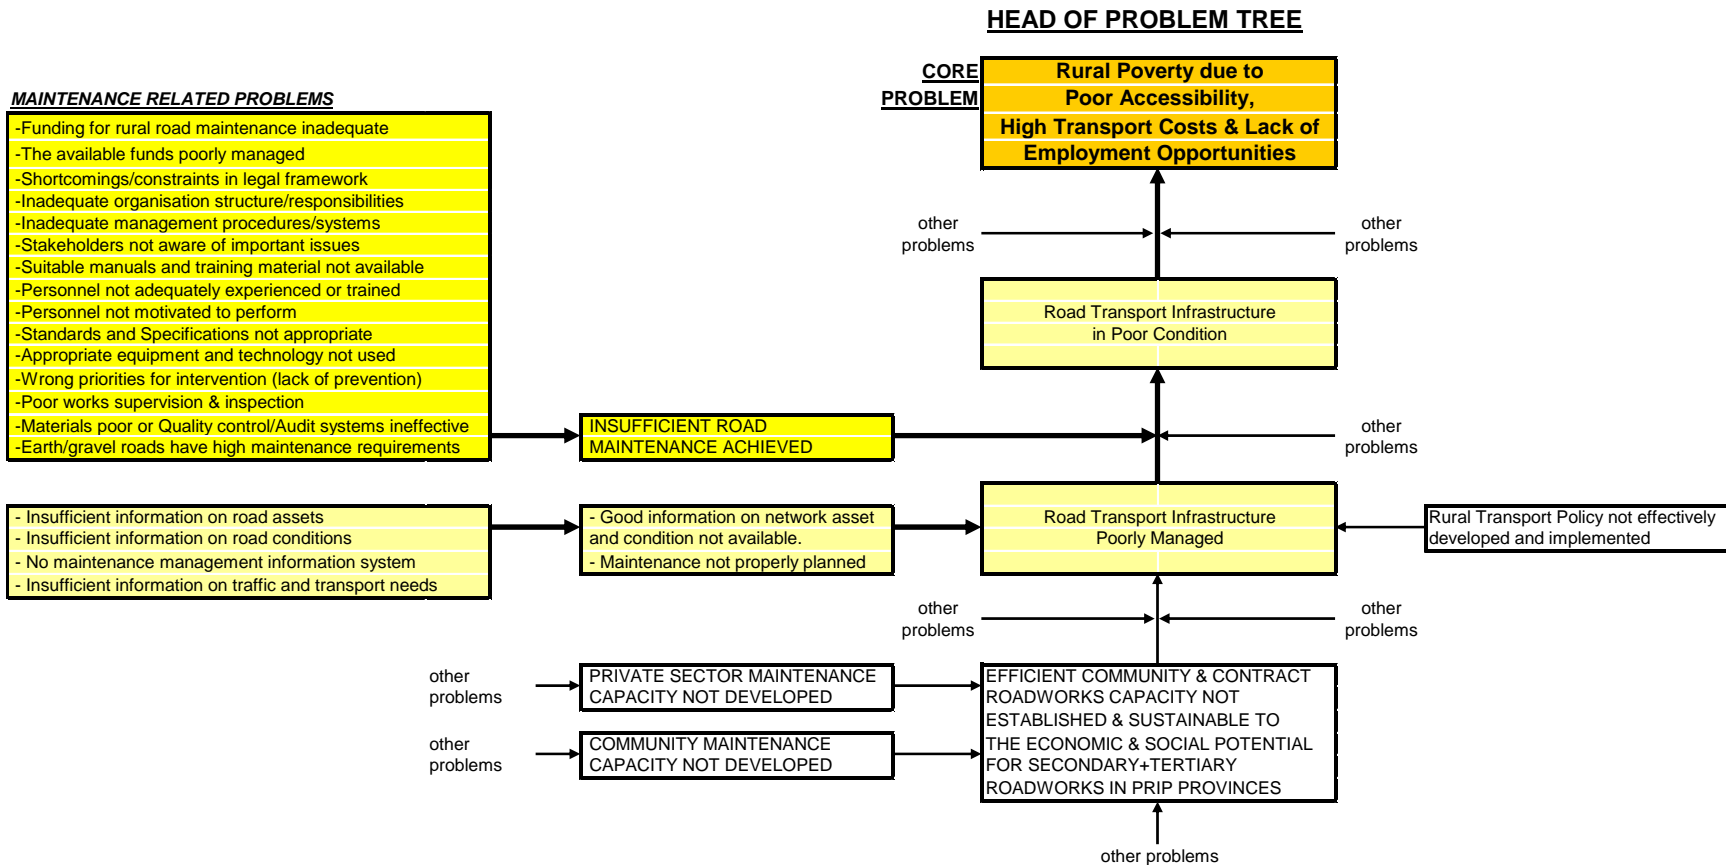 HEAD OF PROBLEM TREE
CORE
PROBLEM
Rural Poverty due to
Poor Accessibility,
High Transport Costs & Lack of
Employment Opportunities
MAINTENANCE RELATED PROBLEMS
-Funding for rural road maintenance inadequate
-The available funds poorly managed
-Shortcomings/constraints in legal framework
-Inadequate organisation structure/responsibilities
-Inadequate management procedures/systems
-Stakeholders not aware of important issues
-Suitable manuals and training material not available
-Personnel not adequately experienced or trained
-Personnel not motivated to perform
-Standards and Specifications not appropriate
-Appropriate equipment and technology not used
-Wrong priorities for intervention (lack of prevention)
-Poor works supervision & inspection
-Materials poor or Quality control/Audit systems ineffective
-Earth/gravel roads have high maintenance requirements
other
problems
other
problems
Road Transport Infrastructure
in Poor Condition
INSUFFICIENT ROAD
MAINTENANCE ACHIEVED
other
problems
- Insufficient information on road assets
- Insufficient information on road conditions
- No maintenance management information system
- Insufficient information on traffic and transport needs
- Good information on network asset
and condition not available.
- Maintenance not properly planned
Road Transport Infrastructure
Poorly Managed
Rural Transport Policy not effectively
developed and implemented
other
problems
other
problems
other
problems
PRIVATE SECTOR MAINTENANCE
CAPACITY NOT DEVELOPED
other
problems
COMMUNITY MAINTENANCE
CAPACITY NOT DEVELOPED
EFFICIENT COMMUNITY & CONTRACT
ROADWORKS CAPACITY NOT
ESTABLISHED & SUSTAINABLE TO
THE ECONOMIC & SOCIAL POTENTIAL
FOR SECONDARY+TERTIARY
ROADWORKS IN PRIP PROVINCES
other problems